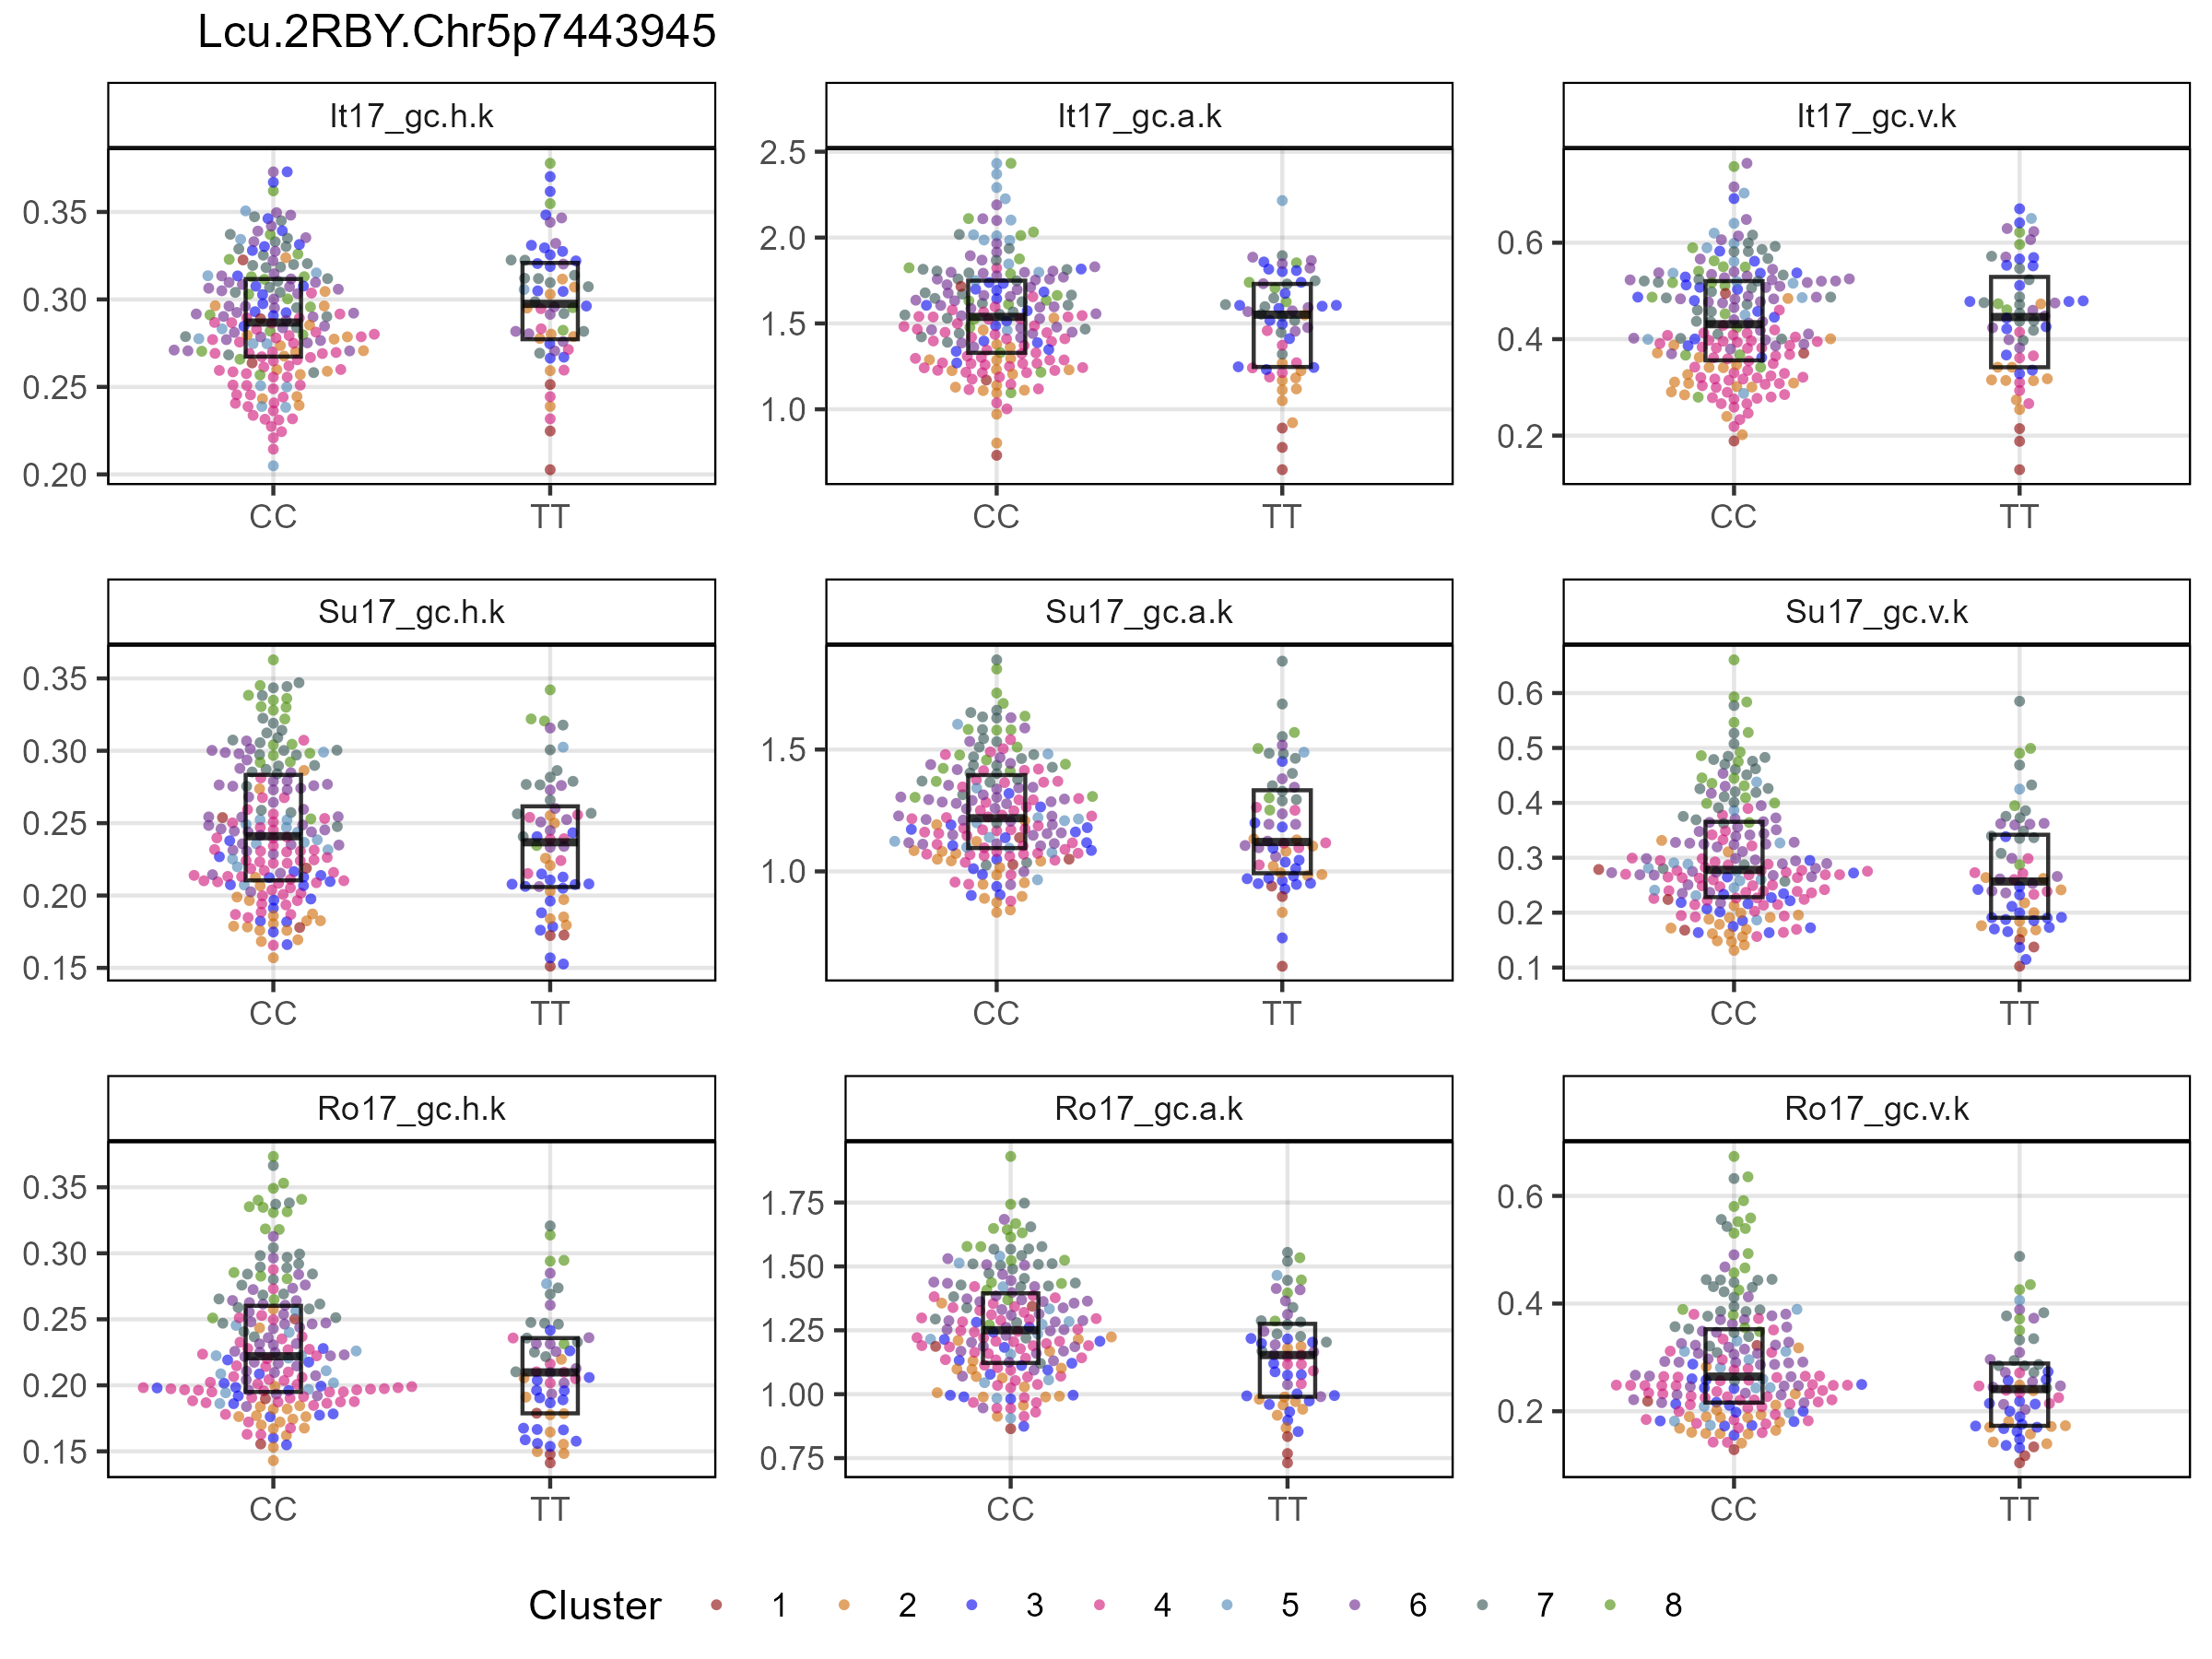 Lcu.2RBY.Chr5p7443945
It17_gc.h.k
It17_gc.a.k
It17_gc.v.k
0.35
0.30
0.25
0.20
CC
TT
2.5
2.0
1.5
1.0
CC
TT
0.6
0.4
0.2
CC
TT
Su17_gc.h.k
Su17_gc.a.k
Su17_gc.v.k
0.35
0.30
0.25
0.20
0.15
CC
TT
1.5
1.0
CC
TT
0.6
0.5
0.4
0.3
0.2
0.1
CC
TT
Ro17_gc.h.k
Ro17_gc.a.k
Ro17_gc.v.k
0.35
0.30
0.25
0.20
0.15
CC
TT
1.75
1.50
1.25
1.00
0.75
CC
TT
0.6
0.4
0.2
CC
TT
Cluster 1 2 3 4 5 6 7 8